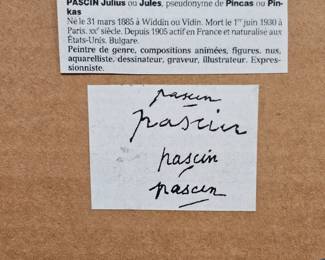 PASCIN Julius ou Jules, pseudonyme de Pincas ou Pin-
kas
Né le 31 mars 1885 à Widdin ou Vidin. Mort le 1er juin 1930 à
Paris. XXe siècle. Depuis 1905 actif en France et naturalise aux
États-Unis. Bulgare.
Peintre de genre, compositions animées, figures, nus,
aquarelliste, dessinateur, graveur, illustrateur. Expres-
sionniste.
pascin
pascin
pascin
pascin